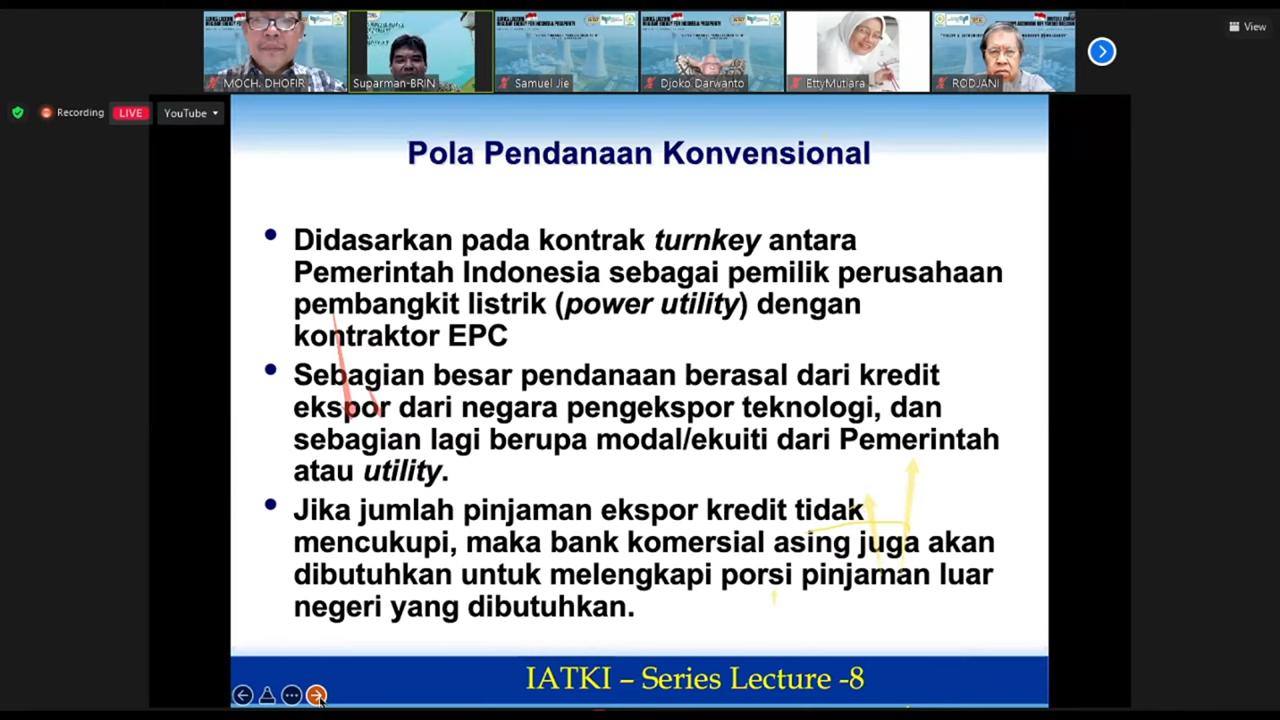 View
MOCH. DHOFIR
Suparman-BRIN
Samuel Jie
Djoko Darwanto
EttyMutiara
RODJANI
Recording
LIVE
YouTube
Pola Pendanaan Konvensional
• Didasarkan pada kontrak turnkey antara
Pemerintah Indonesia sebagai pemilik perusahaan
pembangkit listrik (power utility) dengan
kontraktor EPC
• Sebagian besar pendanaan berasal dari kredit
ekspor dari negara pengekspor teknologi, dan
sebagian lagi berupa modal/ekuiti dari Pemerintah
atau utility.
• Jika jumlah pinjaman ekspor kredit tidak
mencukupi, maka bank komersial asing juga akan
dibutuhkan untuk melengkapi porsi pinjaman luar
negeri yang dibutuhkan.
IATKI – Series Lecture -8